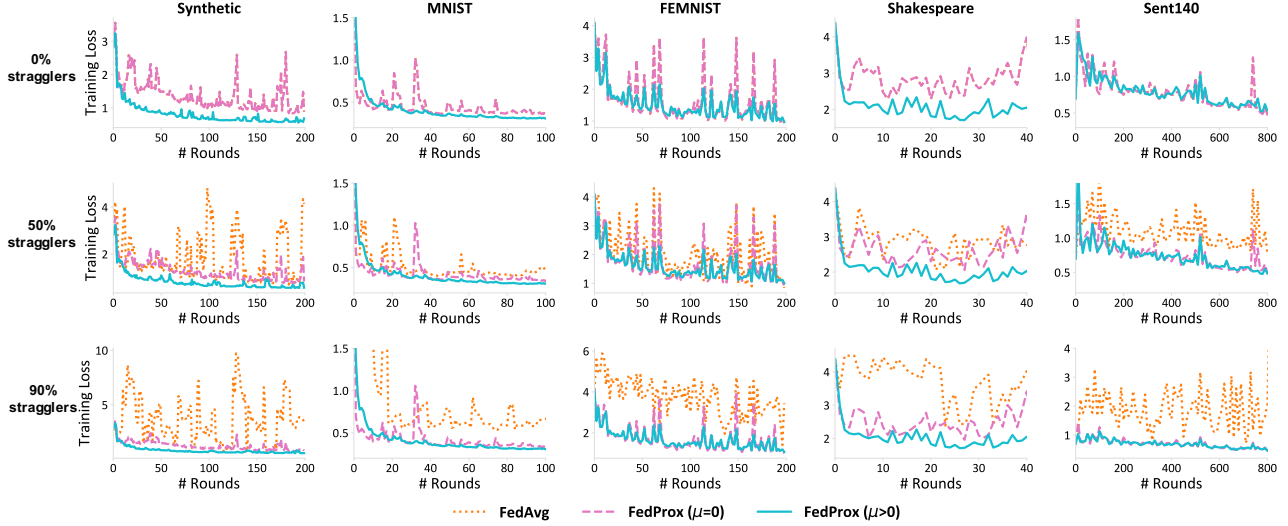 Synthetic MNIST FEMNIST Shakespeare Sent140
0%
stragglers
Training Loss
3
2
1
0 50 100 150 200
# Rounds
1.5
1.0
0.5
0 20 40 60 80 100
# Rounds
4
3
2
1
0 50 100 150 200
# Rounds
4
3
2
0 10 20 30 40
# Rounds
1.5
1.0
0.5
0 200 400 600 800
# Rounds
50%
stragglers
Training Loss
4
2
0 50 100 150 200
# Rounds
1.5
1.0
0.5
0 20 40 60 80 100
# Rounds
4
3
2
1
0 50 100 150 200
# Rounds
4
3
2
0 10 20 30 40
# Rounds
1.5
1.0
0.5
0 200 400 600 800
# Rounds
90%
stragglers
Training Loss
10
5
0 50 100 150 200
# Rounds
1.5
1.0
0.5
0 20 40 60 80 100
# Rounds
6
4
2
0 50 100 150 200
# Rounds
4
3
2
0 10 20 30 40
# Rounds
4
3
2
1
0 200 400 600 800
# Rounds
FedAvg FedProx (μ=0) FedProx (μ>0)